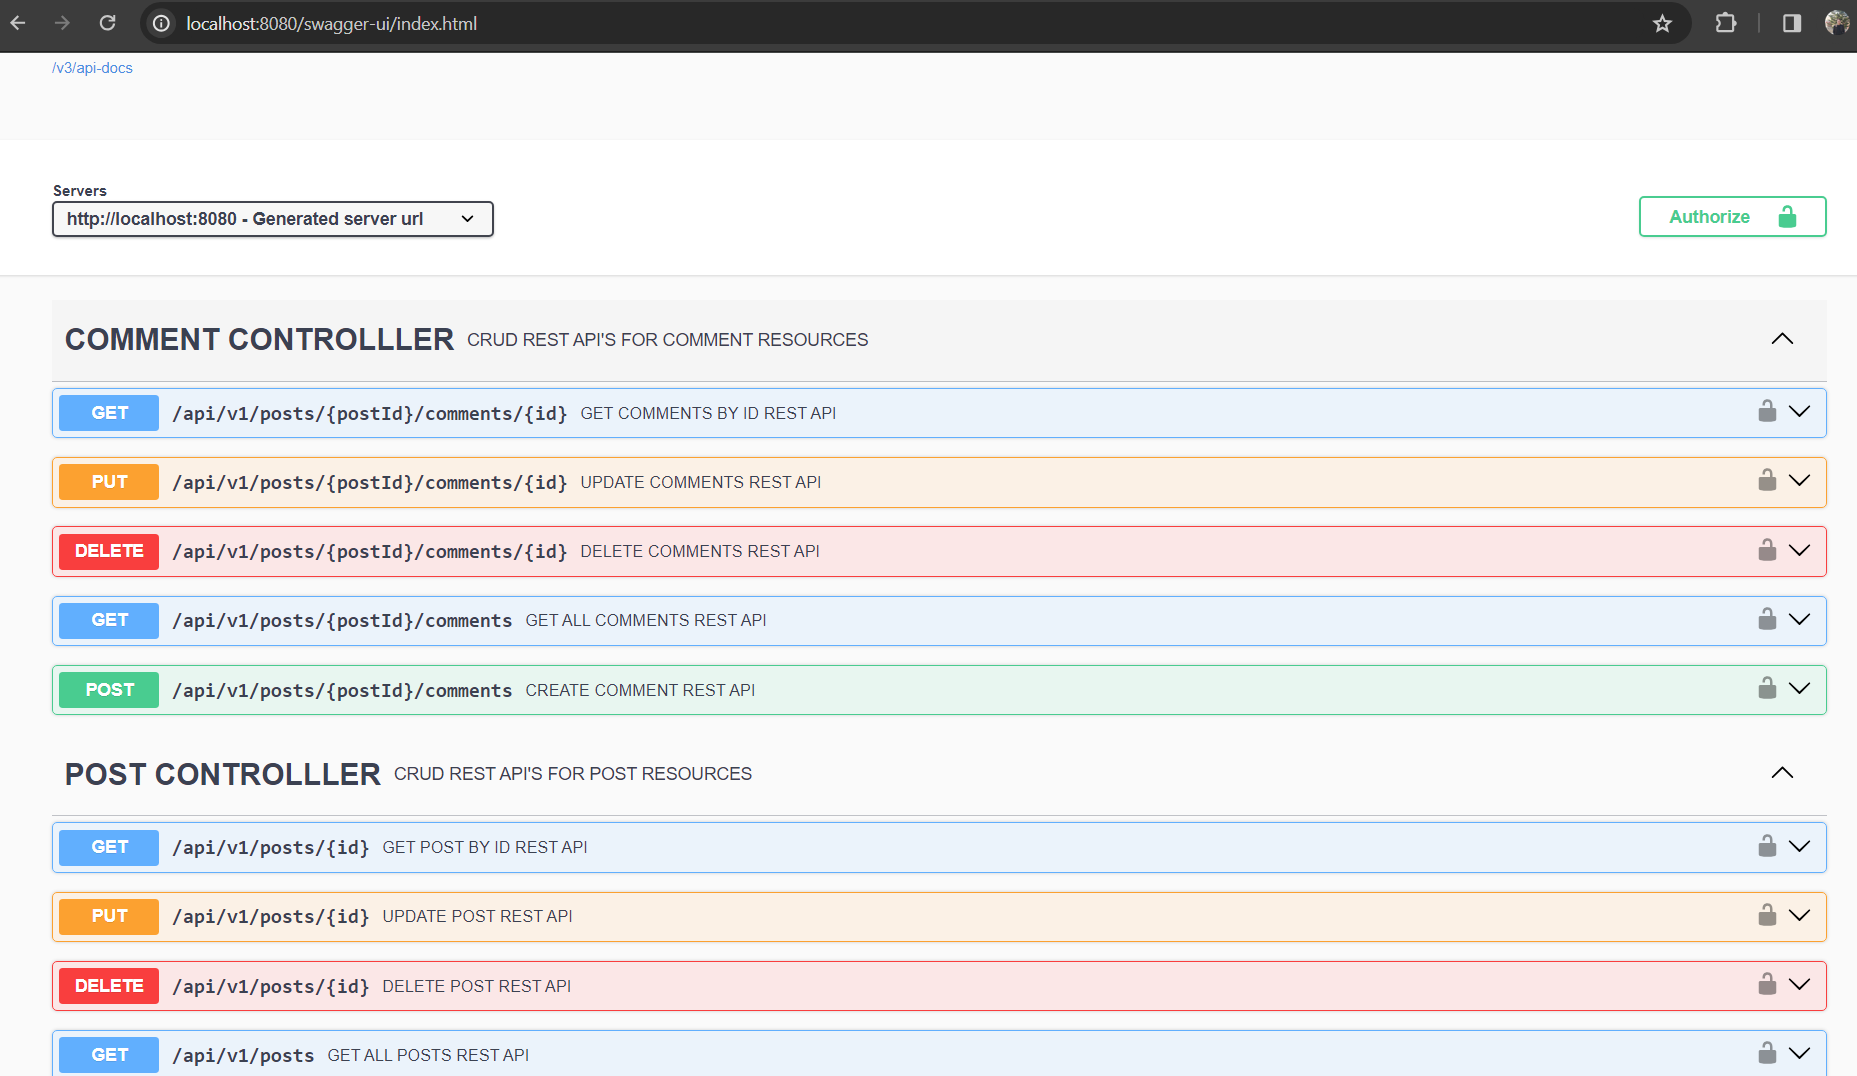 localhost:8080/swagger-ui/index.html
/v3/api-docs
Servers
http://localhost:8080 - Generated server url
Authorize
COMMENT CONTROLLLER CRUD REST API'S FOR COMMENT RESOURCES
GET /api/v1/posts/{postId}/comments/{id} GET COMMENTS BY ID REST API
PUT /api/v1/posts/{postId}/comments/{id} UPDATE COMMENTS REST API
DELETE /api/v1/posts/{postId}/comments/{id} DELETE COMMENTS REST API
GET /api/v1/posts/{postId}/comments GET ALL COMMENTS REST API
POST /api/v1/posts/{postId}/comments CREATE COMMENT REST API
POST CONTROLLLER CRUD REST API'S FOR POST RESOURCES
GET /api/v1/posts/{id} GET POST BY ID REST API
PUT /api/v1/posts/{id} UPDATE POST REST API
DELETE /api/v1/posts/{id} DELETE POST REST API
GET /api/v1/posts GET ALL POSTS REST API